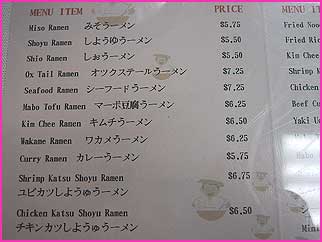 MENU ITEM PRICE
Miso Ramen みそラーメン $5.75
Shoyu Ramen しようゆラーメン $5.50
Shio Ramen しおラーメン $5.50
Ox Tail Ramen オックステールラーメン $7.25
Seafood Ramen シーフードラーメン $7.25
Mabo Tofu Ramen マーボ豆腐ラーメン $6.25
Kim Chee Ramen キムチラーメン $6.50
Wakame Ramen ワカメラーメン $6.25
Curry Ramen カレーラーメン $5.75
Shrimp Katsu Shoyu Ramen $6.75
エビカツしようゆラーメン
Chicken Katsu Shoyu Ramen $6.50
チキンカツしようゆラーメン
MENU I
Fried Noo
Fried
Kim Chee
Shrimp K
Chicken
Beef Cu
Yaki U